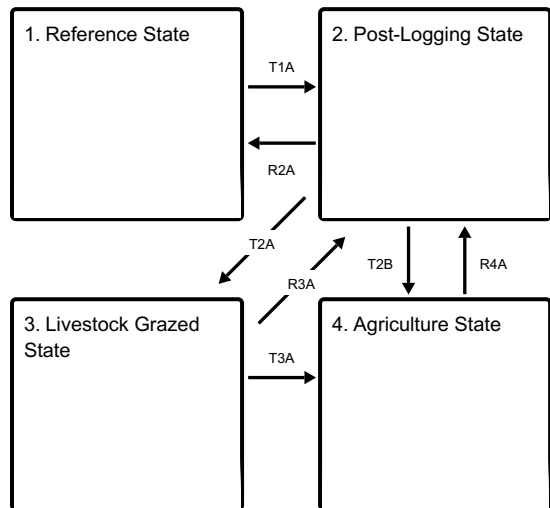 1. Reference State
2. Post-Logging State
T1A
R2A
T2A
R3A
T2B
R4A
3. Livestock Grazed
State
4. Agriculture State
T3A